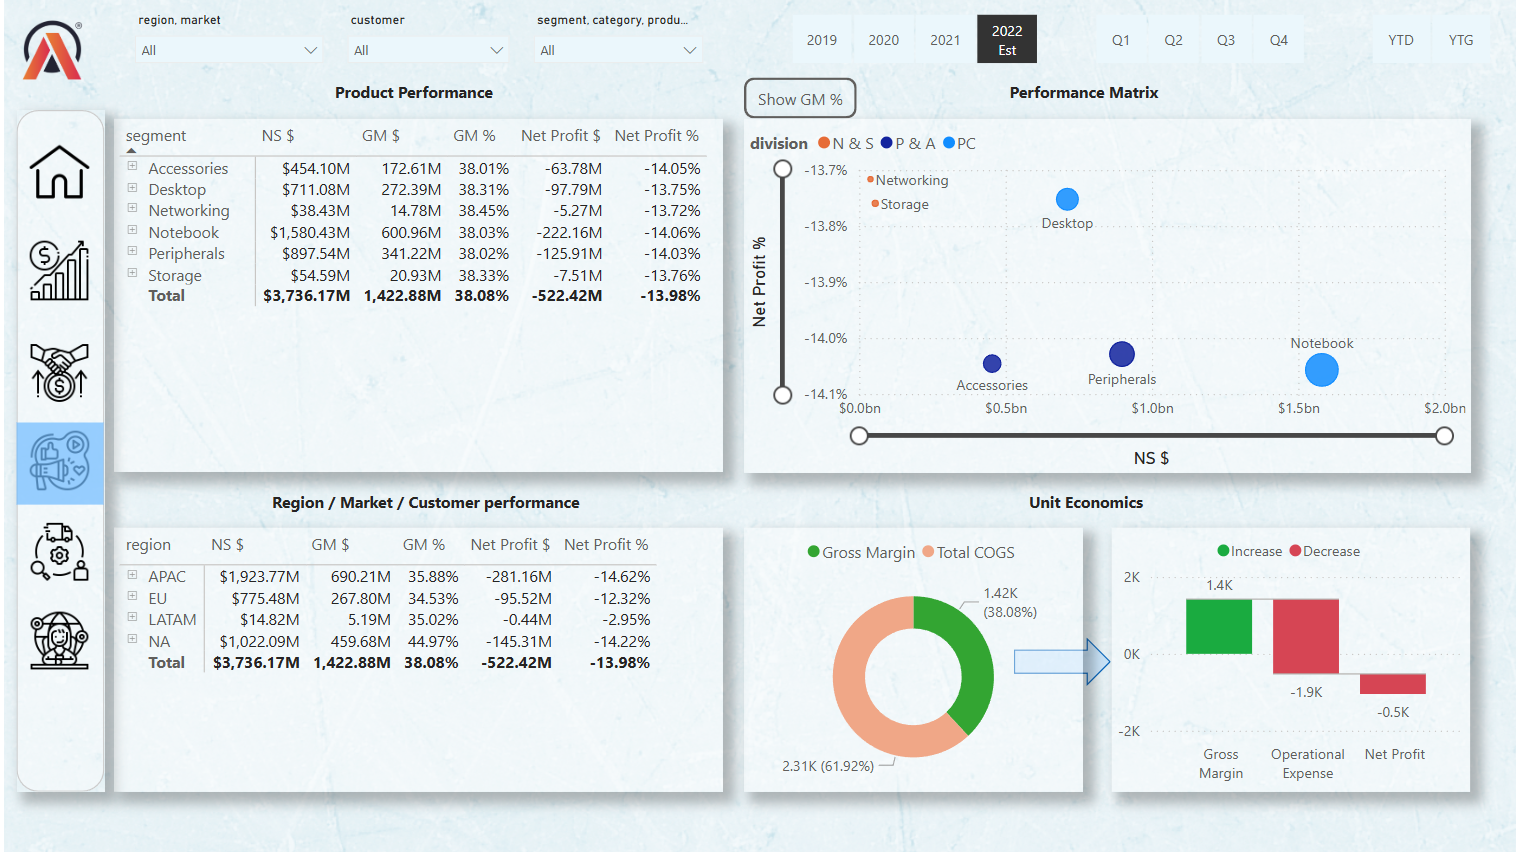 region, market customer segment, category, produ...
All All All
2019 2020 2021 2022 Est Q1 Q2 Q3 Q4 YTD YTG
®
Product Performance
segment NS $ GM $ GM % Net Profit $ Net Profit %
Accessories $454.10M 172.61M 38.01% -63.78M -14.05%
Desktop $711.08M 272.39M 38.31% -97.79M -13.75%
Networking $38.43M 14.78M 38.45% -5.27M -13.72%
Notebook $1,580.43M 600.96M 38.03% -222.16M -14.06%
Peripherals $897.54M 341.22M 38.02% -125.91M -14.03%
Storage $54.59M 20.93M 38.33% -7.51M -13.76%
Total $3,736.17M 1,422.88M 38.08% -522.42M -13.98%
Show GM %
Performance Matrix
division N & S P & A PC
Net Profit %
-13.7%
-13.8%
-13.9%
-14.0%
-14.1%
Networking
Storage
Desktop
Notebook
Accessories
Peripherals
$0.0bn $0.5bn $1.0bn $1.5bn $2.0bn
NS $
Region / Market / Customer performance
region NS $ GM $ GM % Net Profit $ Net Profit %
APAC $1,923.77M 690.21M 35.88% -281.16M -14.62%
EU $775.48M 267.80M 34.53% -95.52M -12.32%
LATAM $14.82M 5.19M 35.02% -0.44M -2.95%
NA $1,022.09M 459.68M 44.97% -145.31M -14.22%
Total $3,736.17M 1,422.88M 38.08% -522.42M -13.98%
Unit Economics
Gross Margin Total COGS
1.42K
(38.08%)
2.31K (61.92%)
Increase Decrease
2K
0K
-2K
1.4K
-1.9K
-0.5K
Gross Margin
Operational Expense
Net Profit